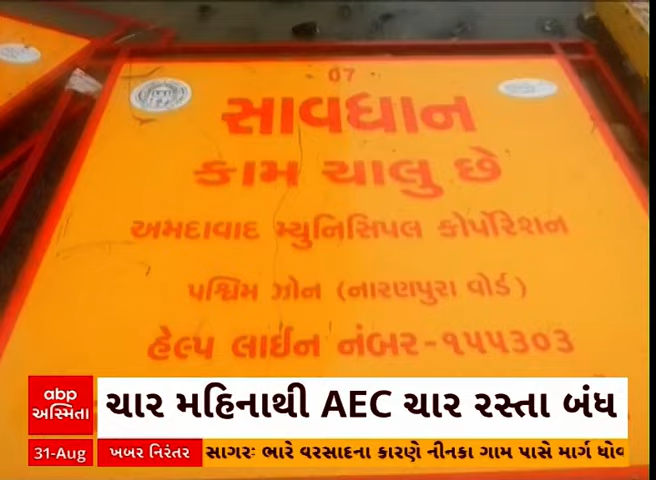 07
સાવધાન
કામ ચાલુ છે
અમદાવાદ મ્યુનિસિપલ કોર્પોરેશન
પશ્ચિમ ઝોન (નારણપુરા વોર્ડ)
હેલ્પ લાઈન નંબર-૧૫૫૩૦૩
abp
અસ્મિતા
ચાર મહિનાથી AEC ચાર રસ્તા બંધ
31-Aug
ખબર નિરંતર
સાગરઃ ભારે વરસાદના કારણે નીનકા ગામ પાસે માર્ગ